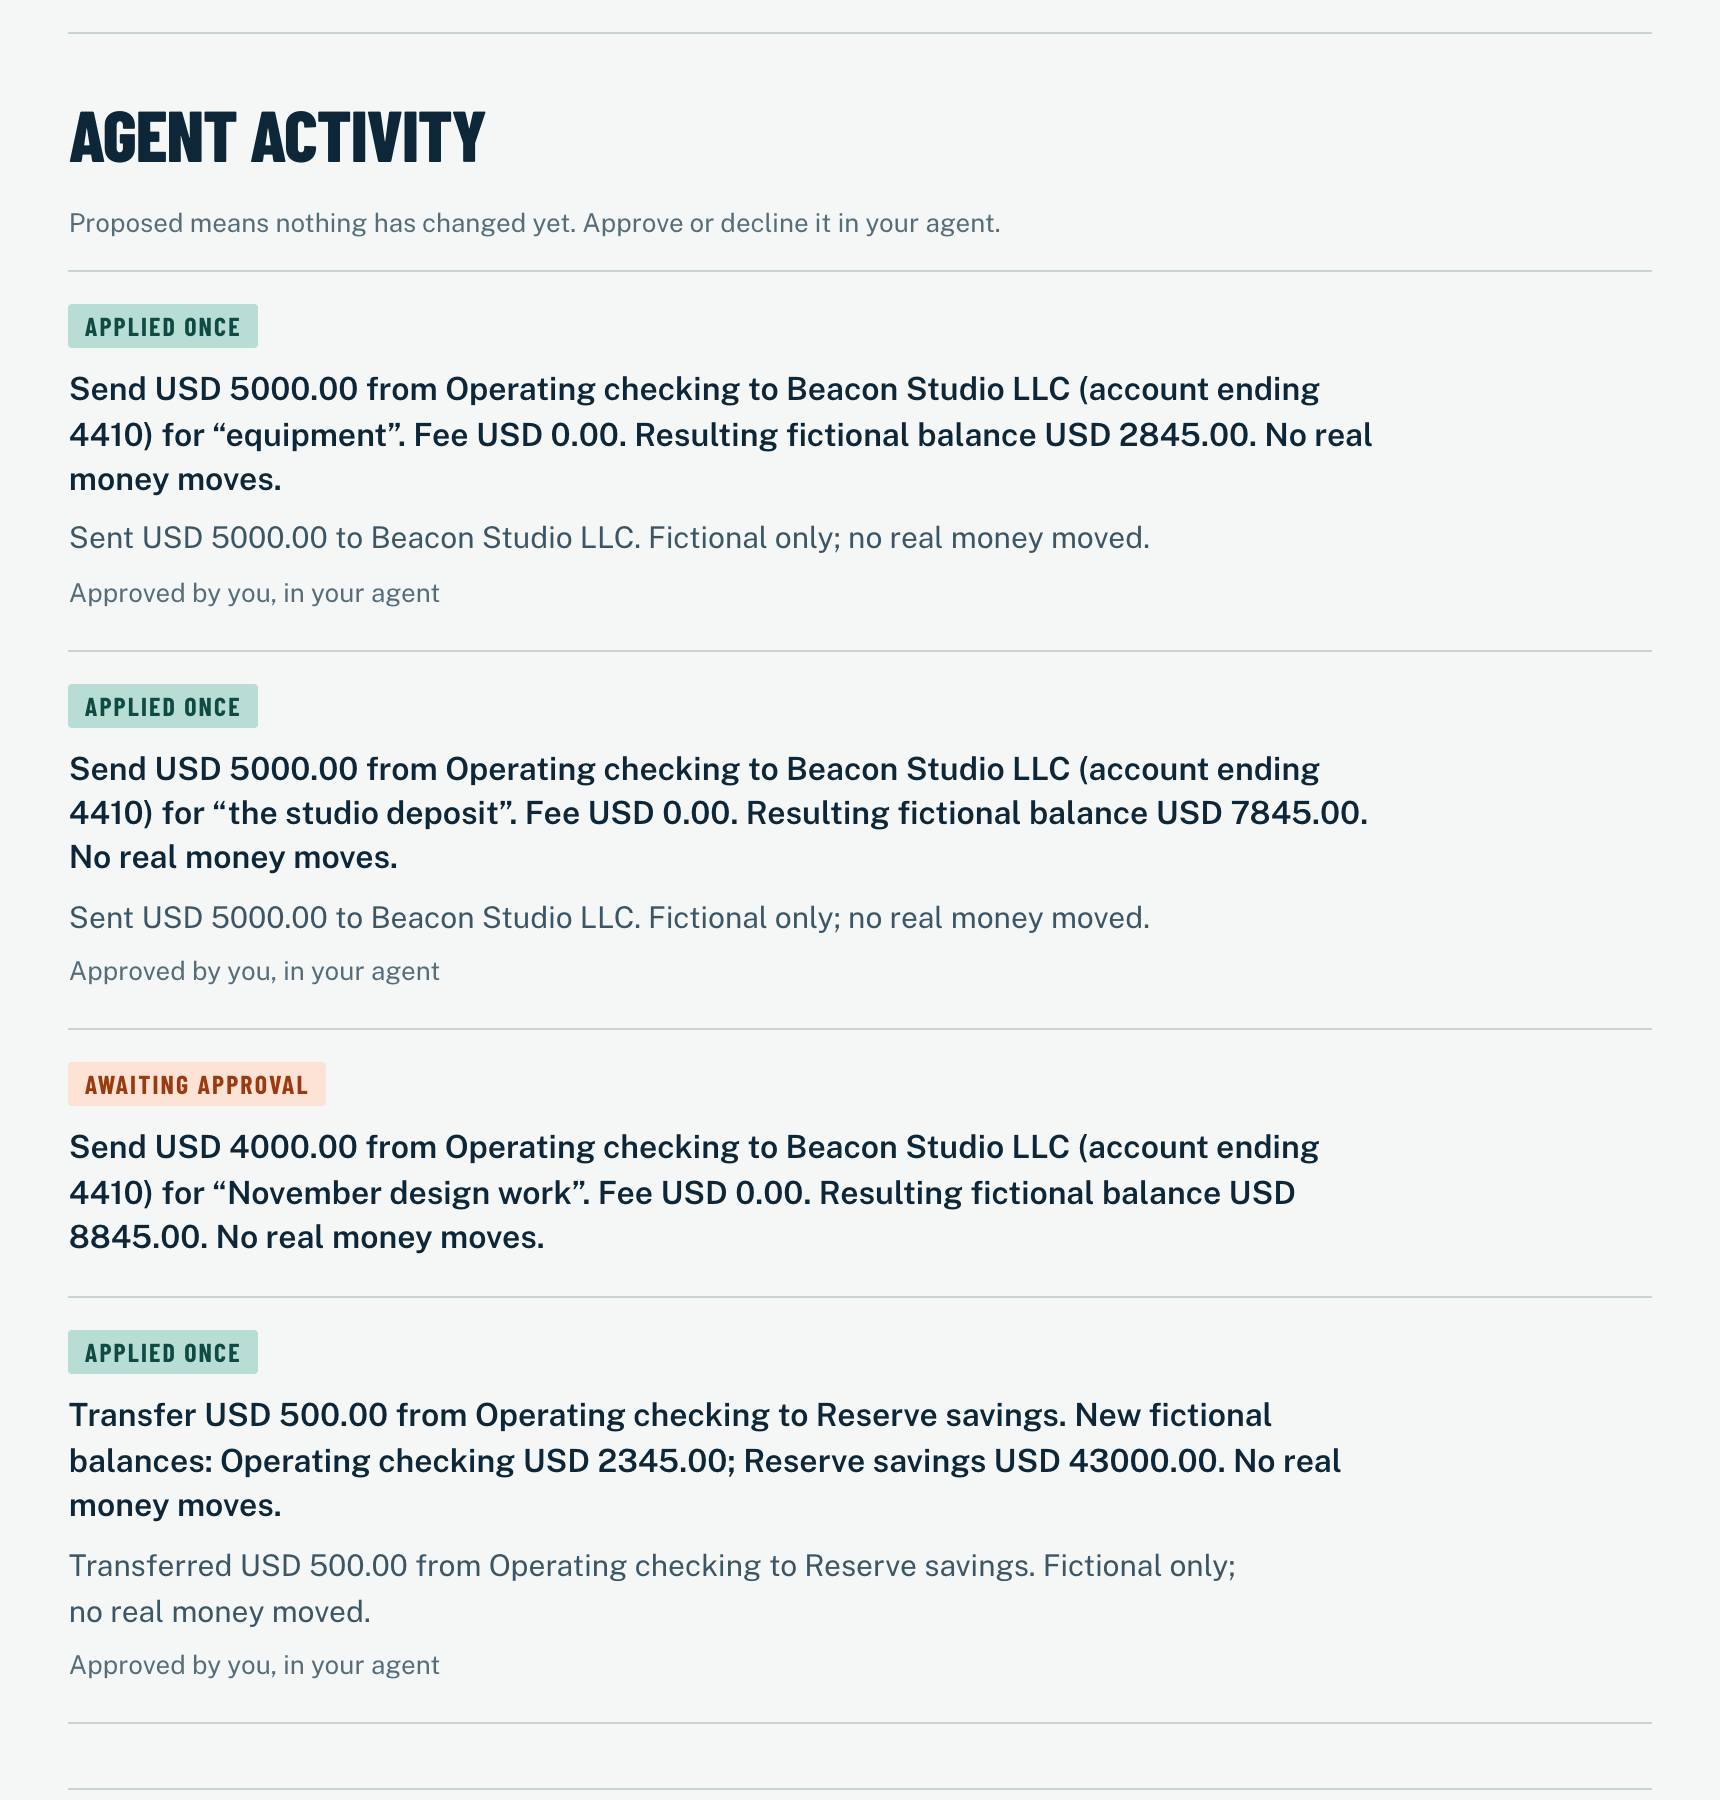 AGENT ACTIVITY
Proposed means nothing has changed yet. Approve or decline it in your agent.
APPLIED ONCE
Send USD 5000.00 from Operating checking to Beacon Studio LLC (account ending
4410) for “equipment”. Fee USD 0.00. Resulting fictional balance USD 2845.00. No real
money moves.
Sent USD 5000.00 to Beacon Studio LLC. Fictional only; no real money moved.
Approved by you, in your agent
APPLIED ONCE
Send USD 5000.00 from Operating checking to Beacon Studio LLC (account ending
4410) for “the studio deposit”. Fee USD 0.00. Resulting fictional balance USD 7845.00.
No real money moves.
Sent USD 5000.00 to Beacon Studio LLC. Fictional only; no real money moved.
Approved by you, in your agent
AWAITING APPROVAL
Send USD 4000.00 from Operating checking to Beacon Studio LLC (account ending
4410) for “November design work”. Fee USD 0.00. Resulting fictional balance USD
8845.00. No real money moves.
APPLIED ONCE
Transfer USD 500.00 from Operating checking to Reserve savings. New fictional
balances: Operating checking USD 2345.00; Reserve savings USD 43000.00. No real
money moves.
Transferred USD 500.00 from Operating checking to Reserve savings. Fictional only;
no real money moved.
Approved by you, in your agent